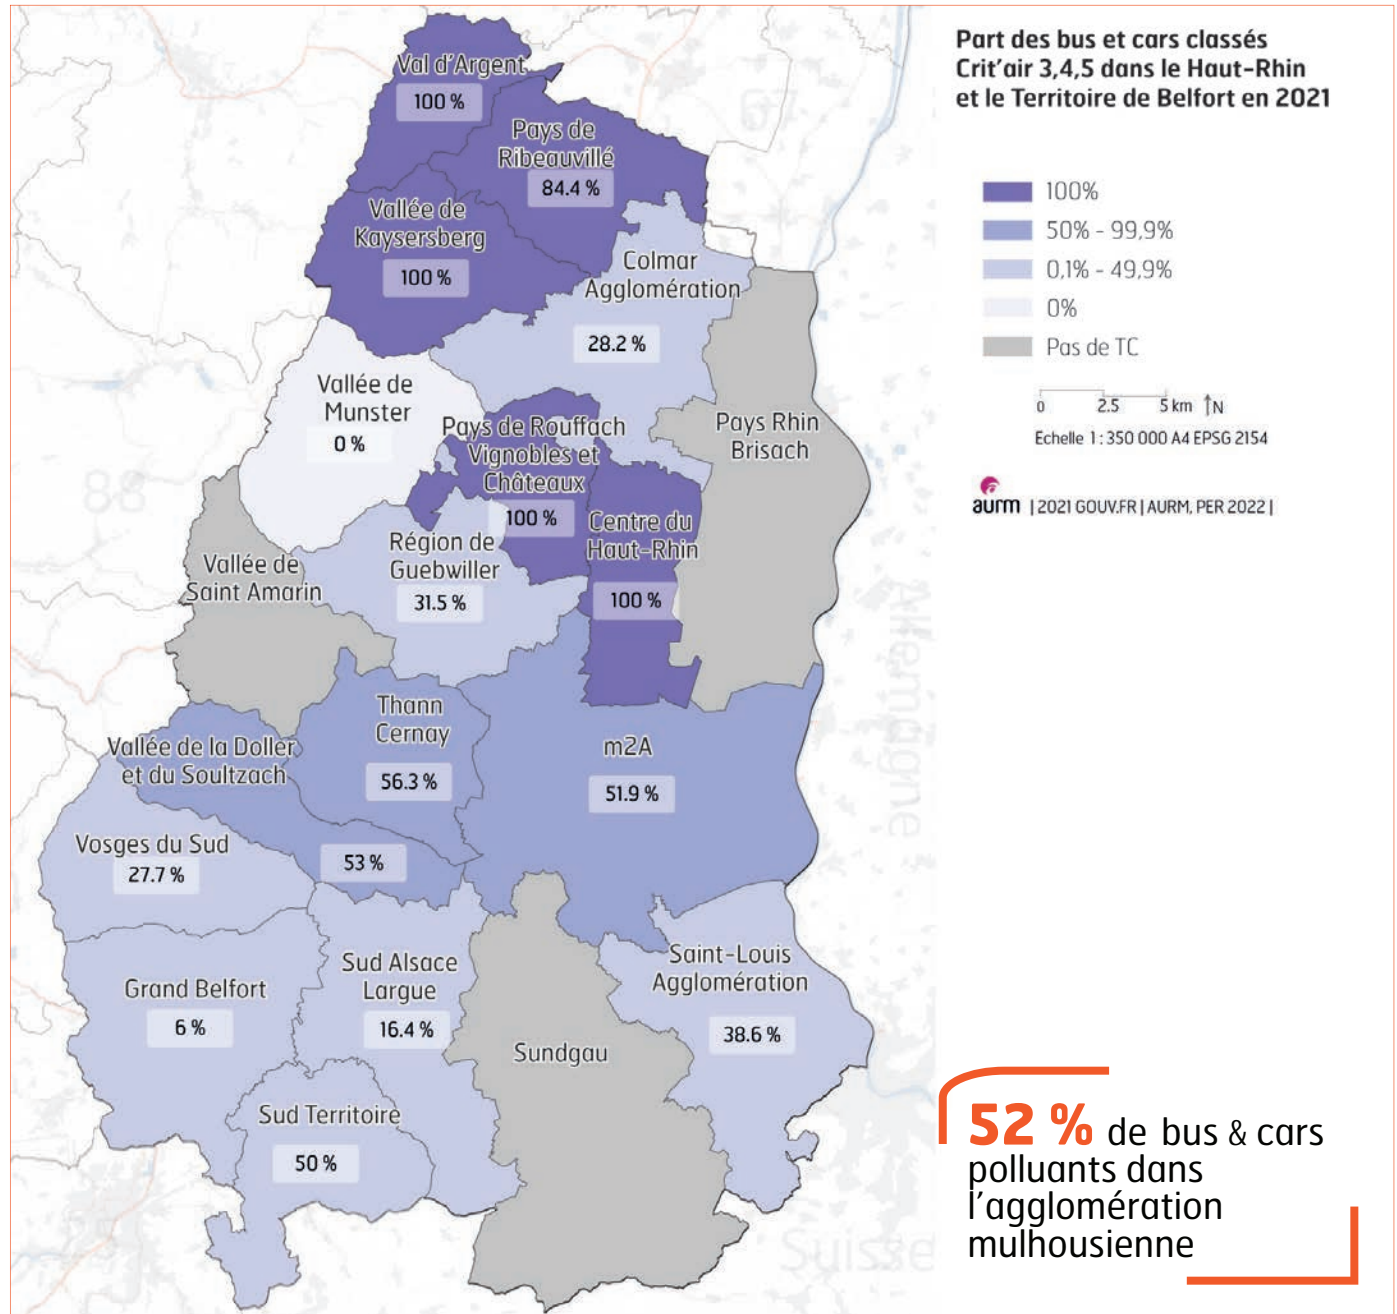 Part des bus et cars classés
Crit'air 3,4,5 dans le Haut-Rhin
et le Territoire de Belfort en 2021
100%
50% - 99,9%
0,1% - 49,9%
0%
Pas de TC
0 2.5 5 km N
Echelle 1 : 350 000 A4 EPSG 2154
aurm | 2021 GOUV.FR | AURM, PER 2022 |
Val d'Argent
100 %
67
Pays de
Ribeauvillé
84.4 %
Vallée de
Kaysersberg
100 %
Colmar
Agglomération
28.2 %
Vallée de
Munster
0 %
Pays de Rouffach
Vignobles et
Châteaux
100 %
Pays Rhin
Brisach
88
Centre du
Haut-Rhin
100 %
Région de
Guebwiller
31.5 %
Vallée de
Saint Amarin
Allemagne
Thann
Cernay
56.3 %
Vallée de la Doller
et du Soultzach
53 %
m2A
51.9 %
Vosges du Sud
27.7 %
Grand Belfort
6 %
Sud Alsace
Largue
16.4 %
Saint-Louis
Agglomération
38.6 %
Sundgau
Sud Territoire
50 %
Suisse
52 % de bus & cars
polluants dans
l'agglomération
mulhousienne